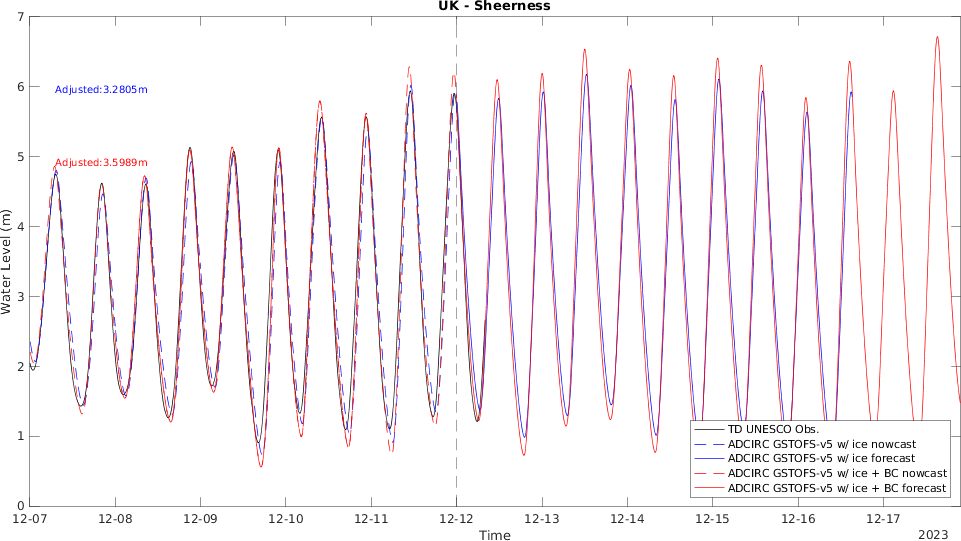 UK - Sheerness
7
6
5
4
3
2
1
0
Water Level (m)
Adjusted:3.2805m
Adjusted:3.5989m
TD UNESCO Obs.
ADCIRC GSTOFS-v5 w/ ice nowcast
ADCIRC GSTOFS-v5 w/ ice forecast
ADCIRC GSTOFS-v5 w/ ice + BC nowcast
ADCIRC GSTOFS-v5 w/ ice + BC forecast
12-07 12-08 12-09 12-10 12-11 12-12 12-13 12-14 12-15 12-16 12-17
Time
2023